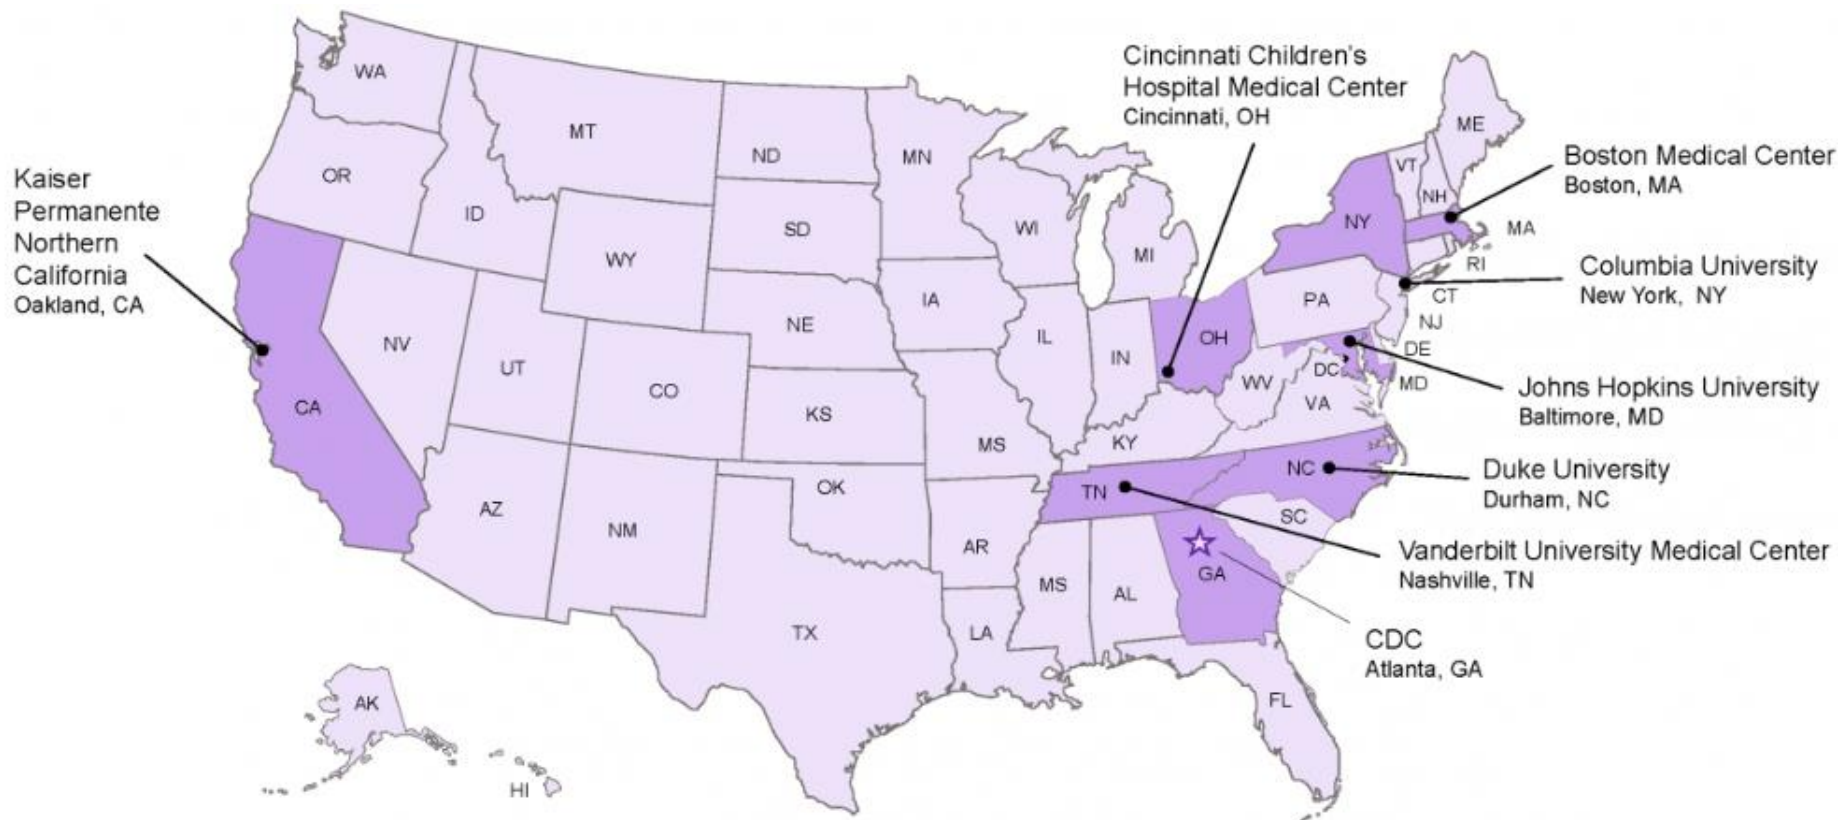 Cincinnati Children's
Hospital Medical Center
Cincinnati, OH
Kaiser
Permanente
Northern
California
Oakland, CA
Boston Medical Center
Boston, MA
Columbia University
New York, NY
Johns Hopkins University
Baltimore, MD
Duke University
Durham, NC
Vanderbilt University Medical Center
Nashville, TN
CDC
Atlanta, GA
WA
MT
ND
MN
ME
VT
NH
OR
ID
SD
WI
MI
NY
MA
RI
WY
CT
IA
PA
NJ
NE
IL
IN
OH
DE
NV
UT
CO
DC
MD
WV
VA
CA
KS
MS
KY
OK
TN
NC
AZ
NM
AR
SC
MS
AL
GA
TX
LA
FL
AK
HI